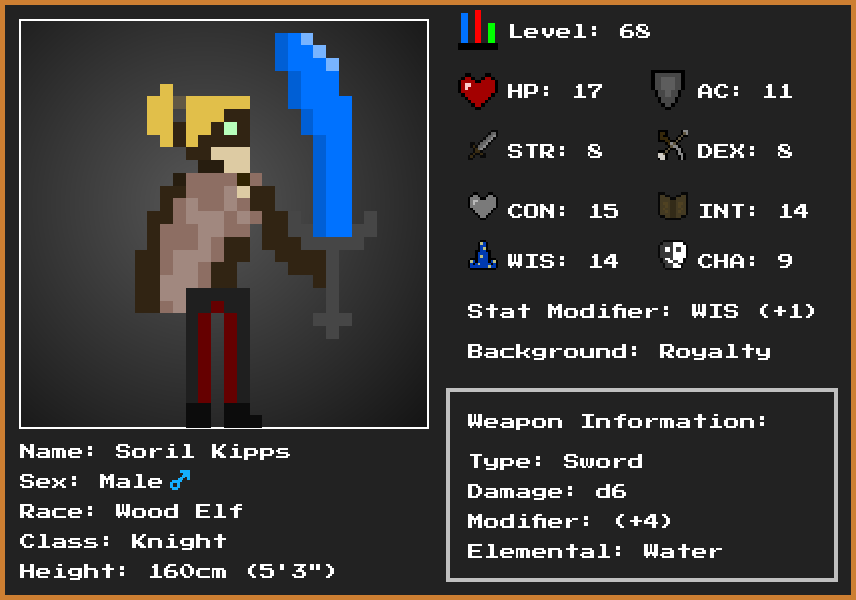 Level: 68
HP: 17
AC: 11
STR: 8
DEX: 8
CON: 15
INT: 14
WIS: 14
CHA: 9
Stat Modifier: WIS (+1)
Background: Royalty
Weapon Information:
Type: Sword
Damage: d6
Modifier: (+4)
Elemental: Water
Name: Soril Kipps
Sex: Male♂
Race: Wood Elf
Class: Knight
Height: 160cm (5'3")